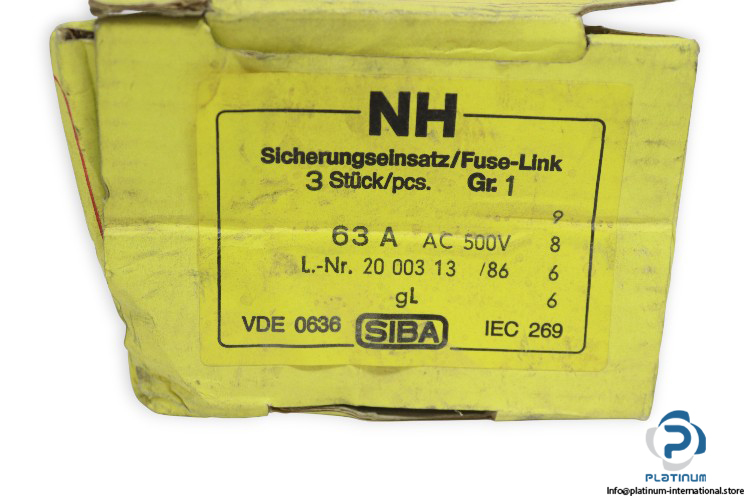 NH
Sicherungseinsatz/Fuse-Link
3 Stück/pcs. Gr. 1
9
63 A AC 500V 8
L.-Nr. 20 003 13 /86 6
gL 6
VDE 0636 SIBA IEC 269
PLATINUM
Info@platinum-international.store